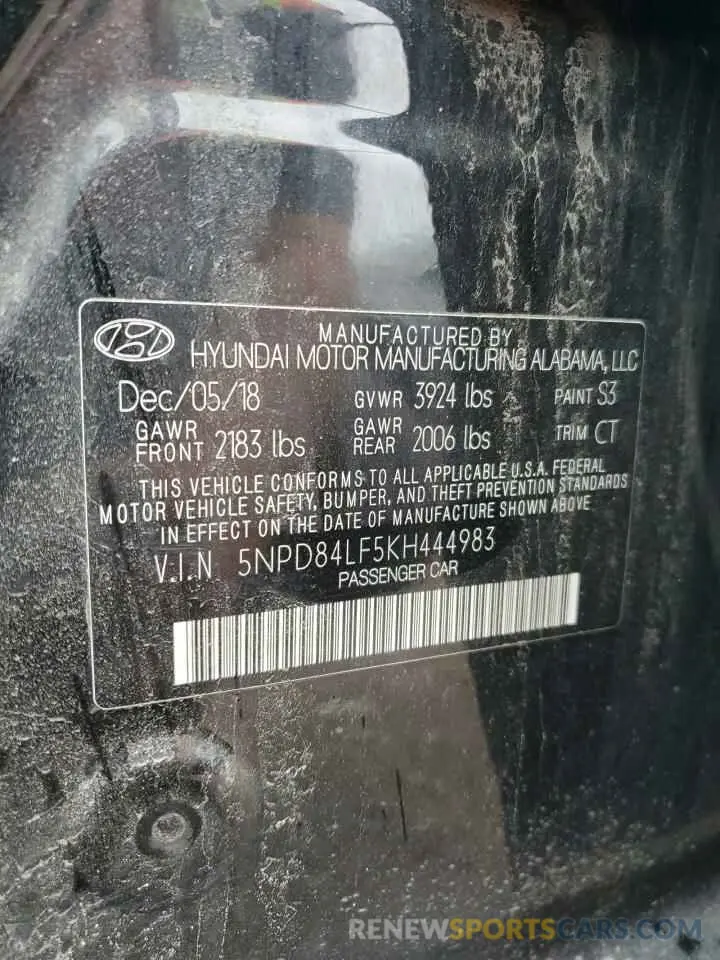 MANUFACTURED BY
HYUNDAI MOTOR MANUFACTURING ALABAMA, LLC
Dec/05/18 GVWR 3924 lbs PAINT S3
GAWR FRONT 2183 lbs GAWR REAR 2006 lbs TRIM CT
THIS VEHICLE CONFORMS TO ALL APPLICABLE U.S.A. FEDERAL
MOTOR VEHICLE SAFETY, BUMPER, AND THEFT PREVENTION STANDARDS
IN EFFECT ON THE DATE OF MANUFACTURE SHOWN ABOVE
V.I.N 5NPD84LF5KH444983
PASSENGER CAR
RENEWSPORTSCARS.COM